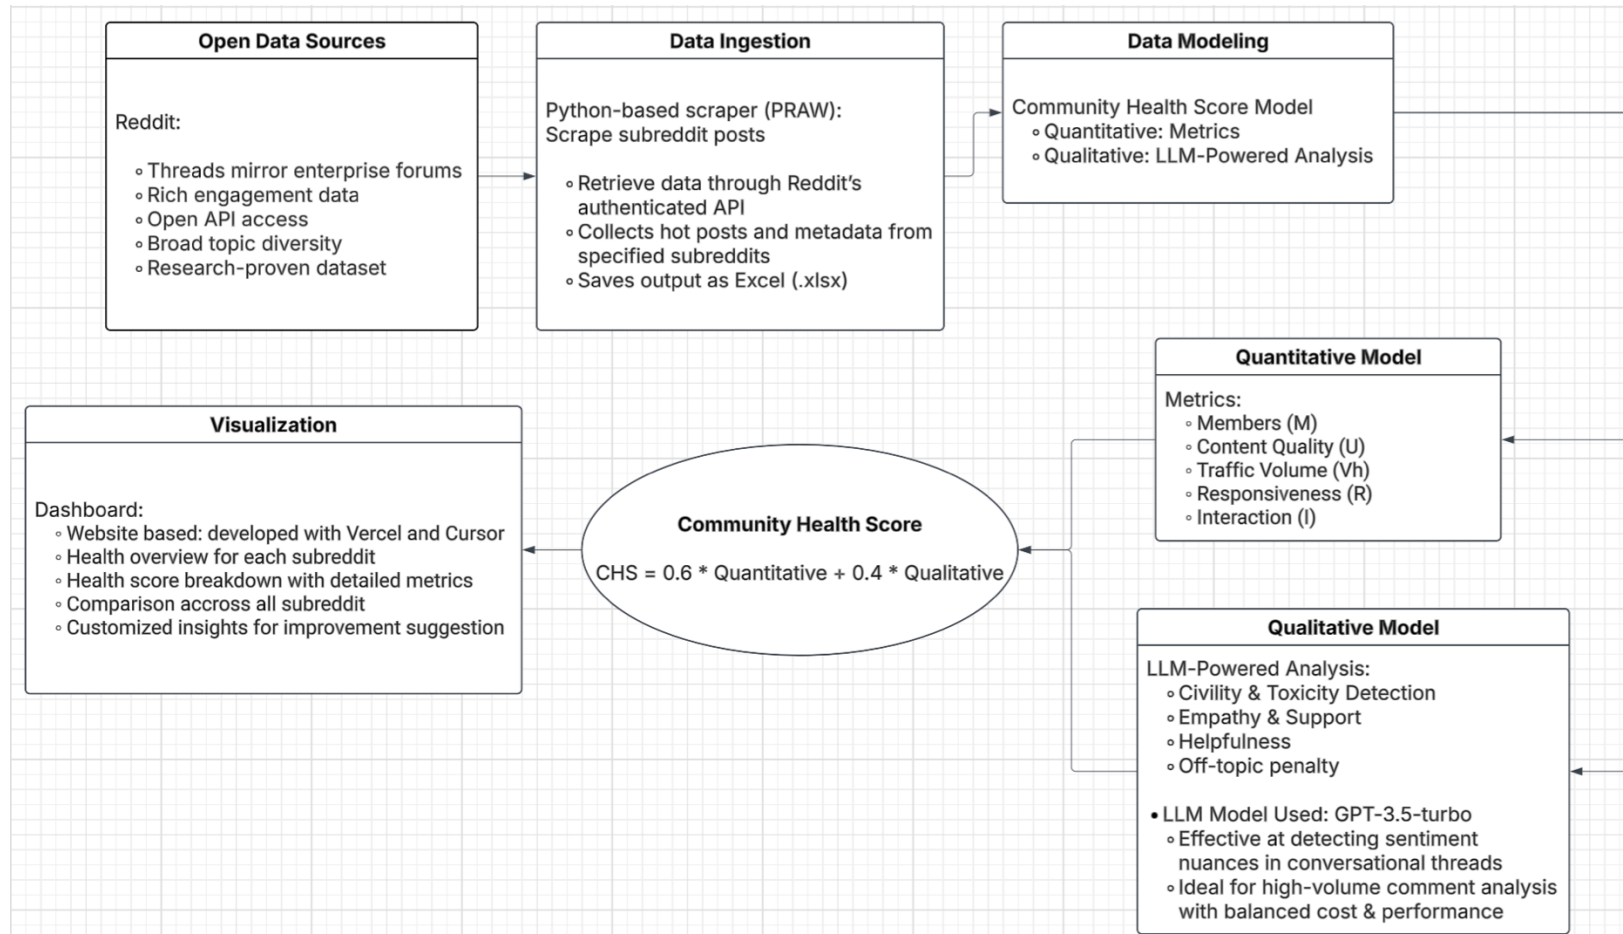 Open Data Sources
Reddit:
Threads mirror enterprise forums
Rich engagement data
Open API access
Broad topic diversity
Research-proven dataset
Data Ingestion
Python-based scraper (PRAW):
Scrape subreddit posts
Retrieve data through Reddit's
authenticated API
Collects hot posts and metadata from
specified subreddits
Saves output as Excel (.xlsx)
Data Modeling
Community Health Score Model
Quantitative: Metrics
Qualitative: LLM-Powered Analysis
Quantitative Model
Metrics:
Members (M)
Content Quality (U)
Traffic Volume (Vh)
Responsiveness (R)
Interaction (I)
Qualitative Model
LLM-Powered Analysis:
Civility & Toxicity Detection
Empathy & Support
Helpfulness
Off-topic penalty
LLM Model Used: GPT-3.5-turbo
Effective at detecting sentiment
nuances in conversational threads
Ideal for high-volume comment analysis
with balanced cost & performance
Community Health Score
CHS = 0.6 * Quantitative + 0.4 * Qualitative
Visualization
Dashboard:
Website based: developed with Vercel and Cursor
Health overview for each subreddit
Health score breakdown with detailed metrics
Comparison accross all subreddit
Customized insights for improvement suggestion